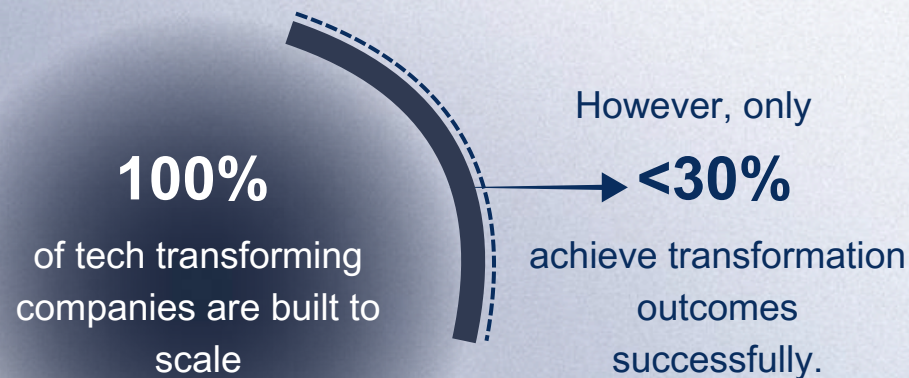 100%
of tech transforming
companies are built to
scale
However, only
<30%
achieve transformation
outcomes
successfully.